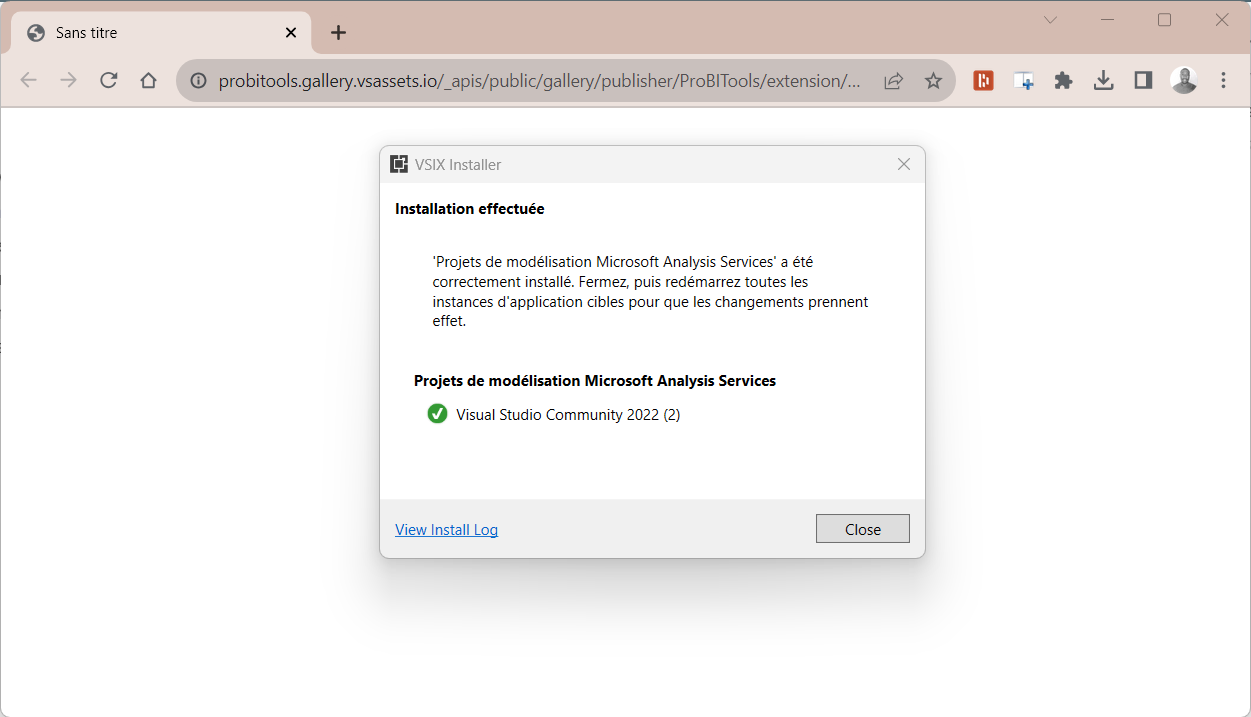 Sans titre
probitools.gallery.vsassets.io/_apis/public/gallery/publisher/ProBITools/extension/...
VSIX Installer
Installation effectuée
'Projets de modélisation Microsoft Analysis Services' a été
correctement installé. Fermez, puis redémarrez toutes les
instances d'application cibles pour que les changements prennent
effet.
Projets de modélisation Microsoft Analysis Services
Visual Studio Community 2022 (2)
View Install Log
Close